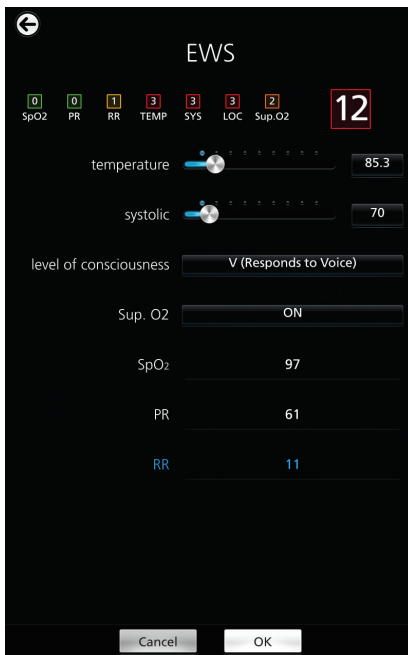 EWS
0 0 1 3 3 3 2 12
SpO2 PR RR TEMP SYS LOC Sup.O2
temperature 85.3
systolic 70
level of consciousness V (Responds to Voice)
Sup. O2 ON
SpO2 97
PR 61
RR 11
Cancel OK